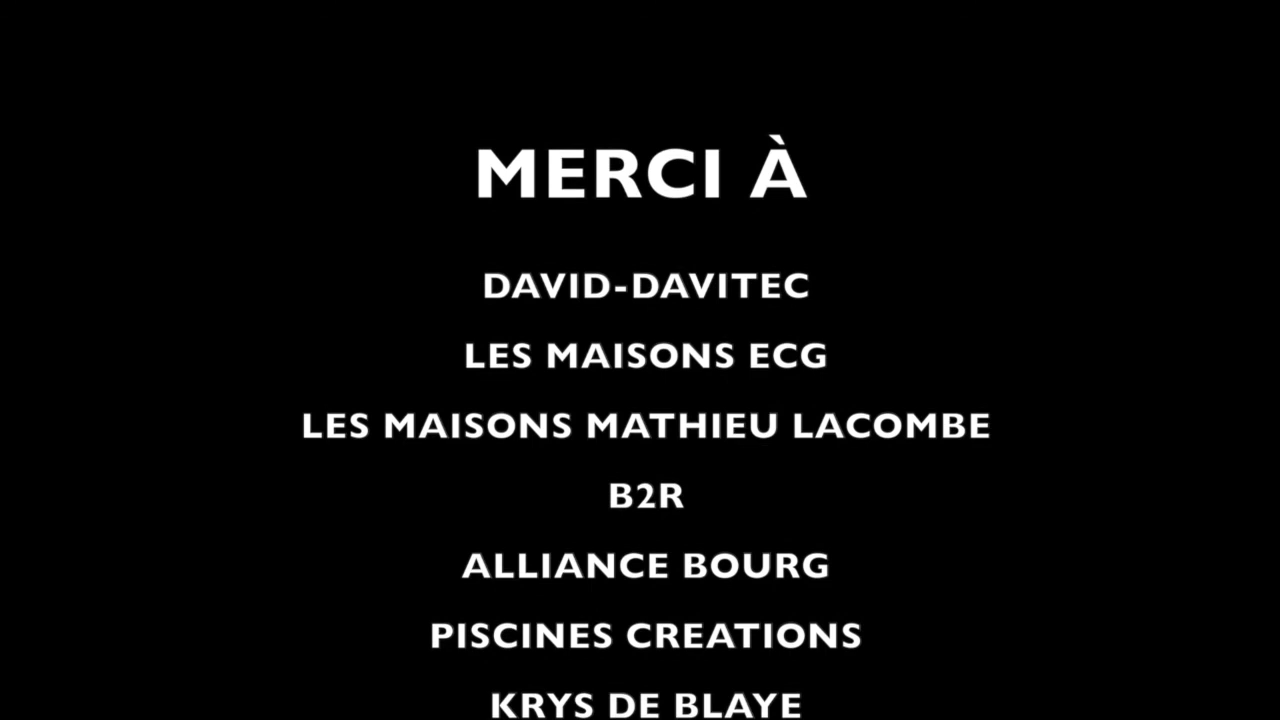 MERCI À
DAVID-DAVITEC
LES MAISONS ECG
LES MAISONS MATHIEU LACOMBE
B2R
ALLIANCE BOURG
PISCINES CREATIONS
KRYS DE BLAYE